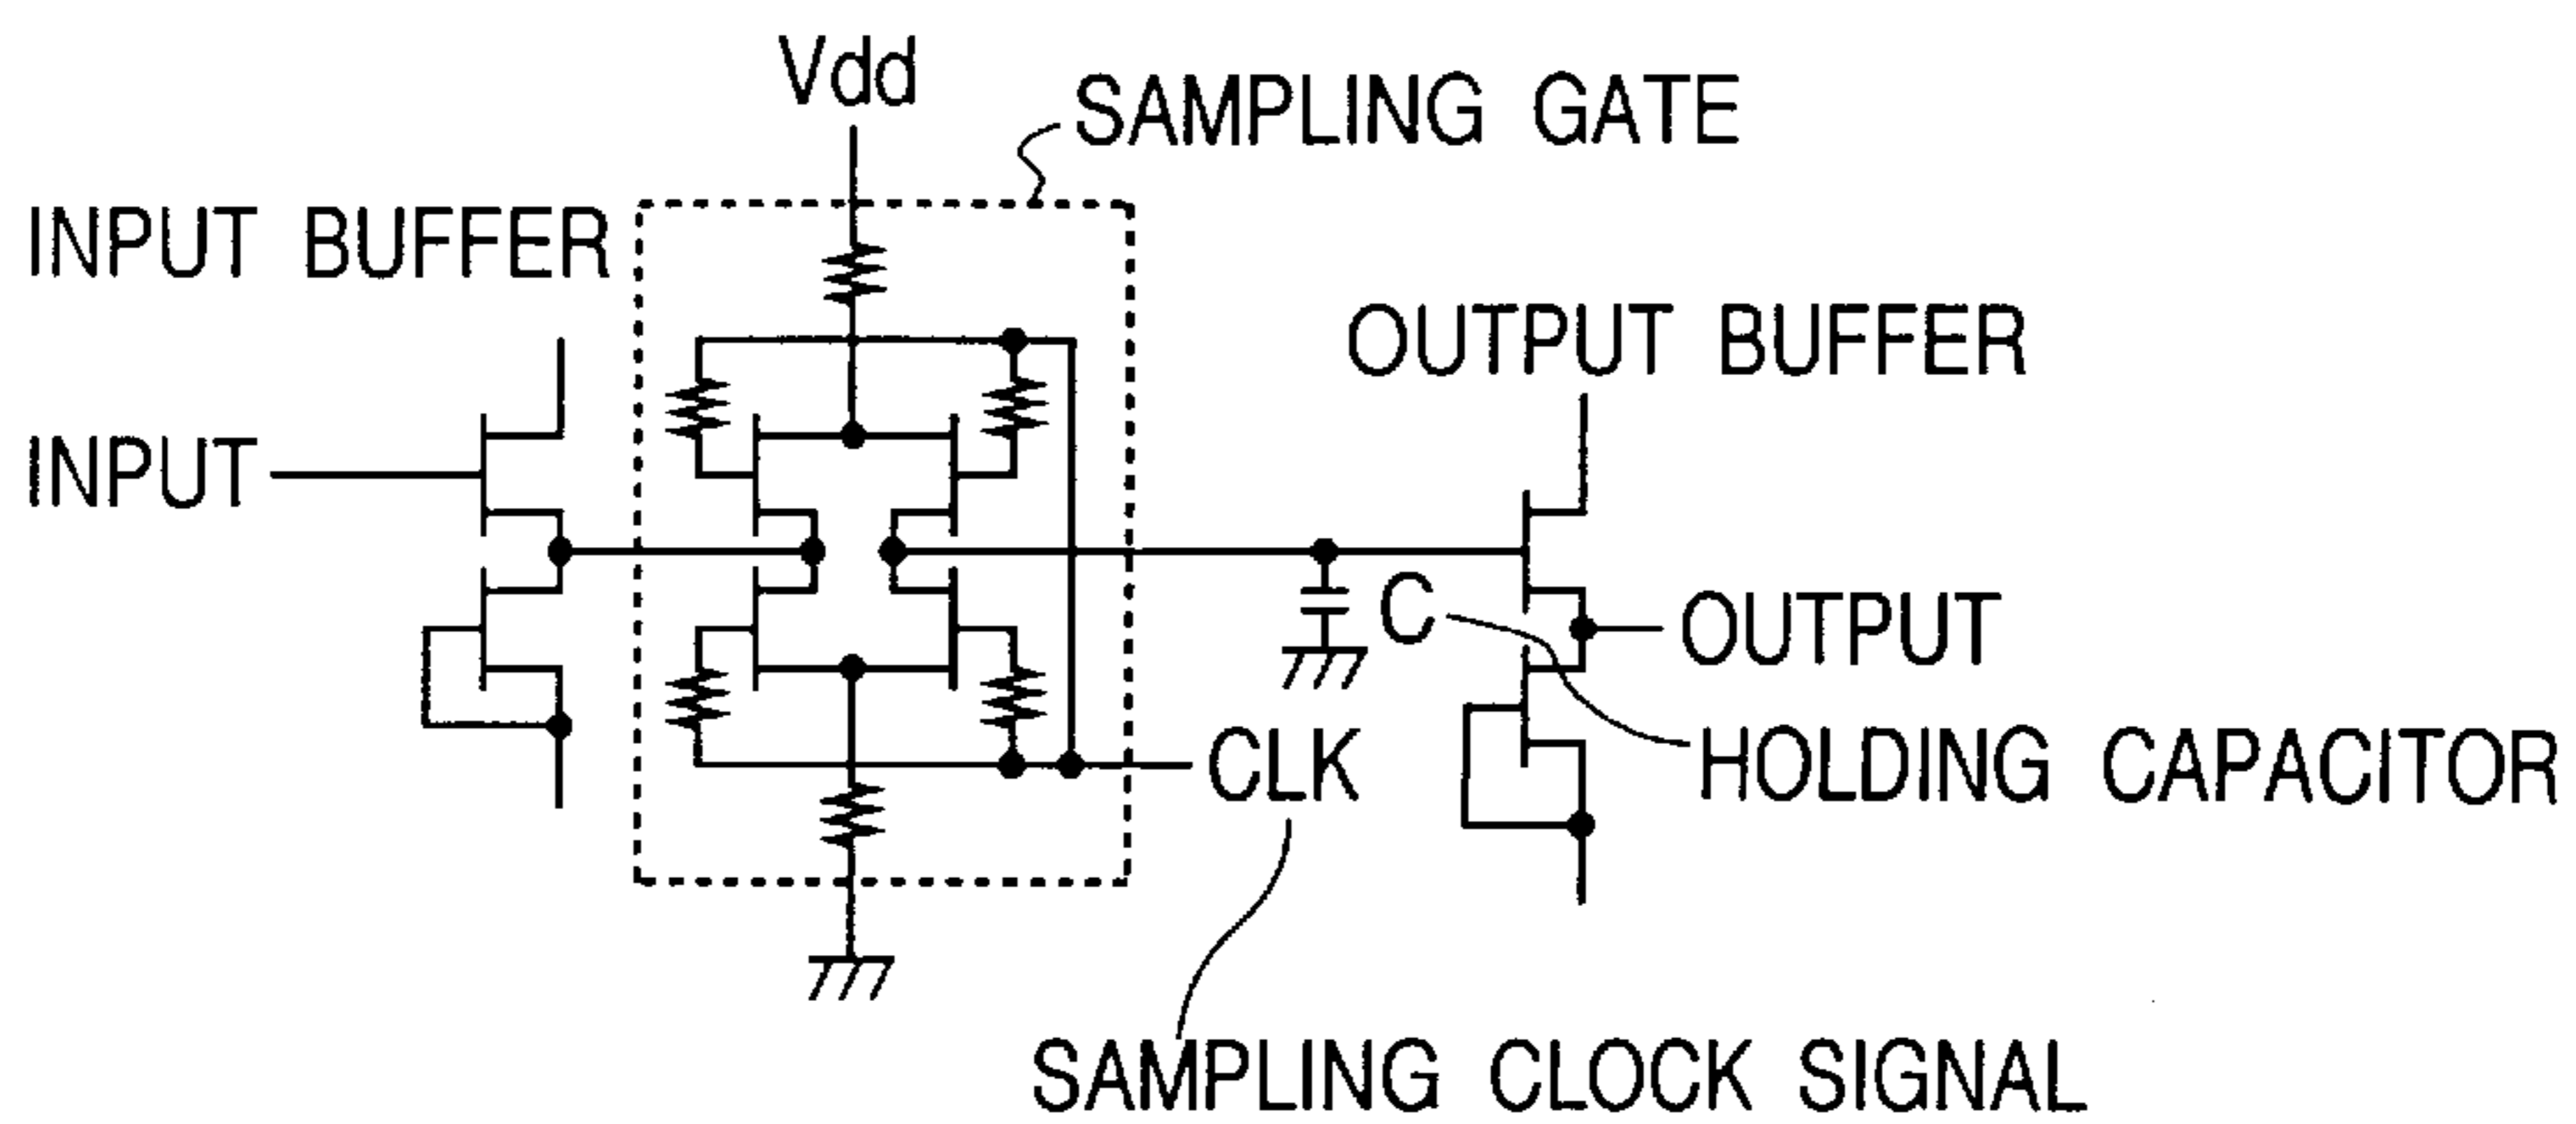 Vdd
SAMPLING GATE
INPUT BUFFER
OUTPUT BUFFER
INPUT
C
OUTPUT
HOLDING CAPACITOR
CLK
SAMPLING CLOCK SIGNAL